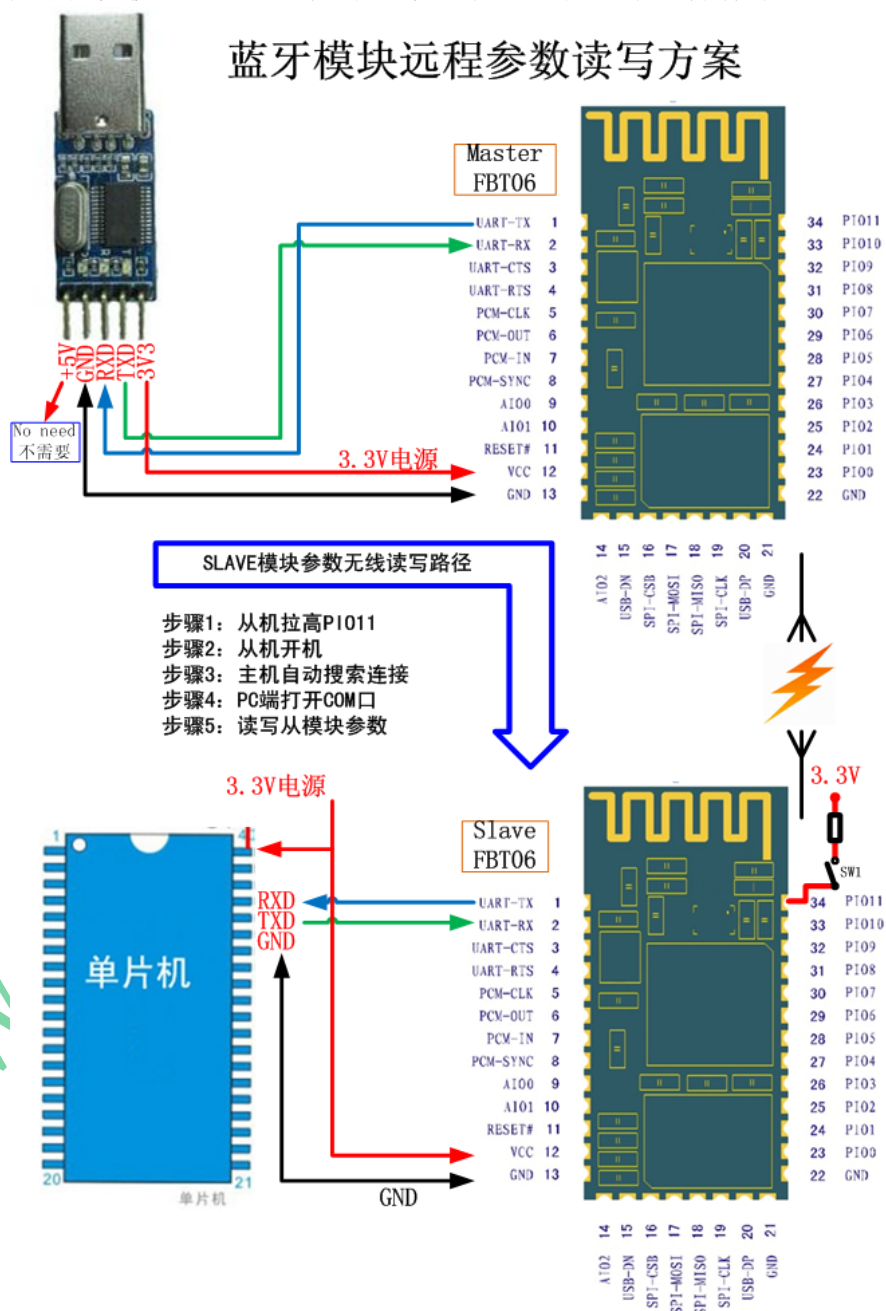 蓝牙模块远程参数读写方案
Master
FBT06
UART-TX 1
UART-RX 2
UART-CTS 3
UART-RTS 4
PCM-CLK 5
PCM-OUT 6
PCM-IN 7
PCM-SYNC 8
AIO0 9
AIO1 10
RESET# 11
VCC 12
GND 13
34 PIO11
33 PIO10
32 PIO9
31 PIO8
30 PIO7
29 PIO6
28 PIO5
27 PIO4
26 PIO3
25 PIO2
24 PIO1
23 PIO0
22 GND
14 AIO2
15 USB-DN
16 SPI-CSB
17 SPI-MOSI
18 SPI-MISO
19 SPI-CLK
20 USB-DP
21 GND
+5V
GND
RXD
TXD
3V3
No need
不需要
3.3V电源
SLAVE模块参数无线读写路径
步骤1：从机拉高PIO11
步骤2：从机开机
步骤3：主机自动搜索连接
步骤4：PC端打开COM口
步骤5：读写从模块参数
3.3V电源
3.3V
SW1
Slave
FBT06
1
RXD
TXD
GND
单片机
20
21
单片机
GND
UART-TX 1
UART-RX 2
UART-CTS 3
UART-RTS 4
PCM-CLK 5
PCM-OUT 6
PCM-IN 7
PCM-SYNC 8
AIO0 9
AIO1 10
RESET# 11
VCC 12
GND 13
34 PIO11
33 PIO10
32 PIO9
31 PIO8
30 PIO7
29 PIO6
28 PIO5
27 PIO4
26 PIO3
25 PIO2
24 PIO1
23 PIO0
22 GND
14 AIO2
15 USB-DN
16 SPI-CSB
17 SPI-MOSI
18 SPI-MISO
19 SPI-CLK
20 USB-DP
21 GND